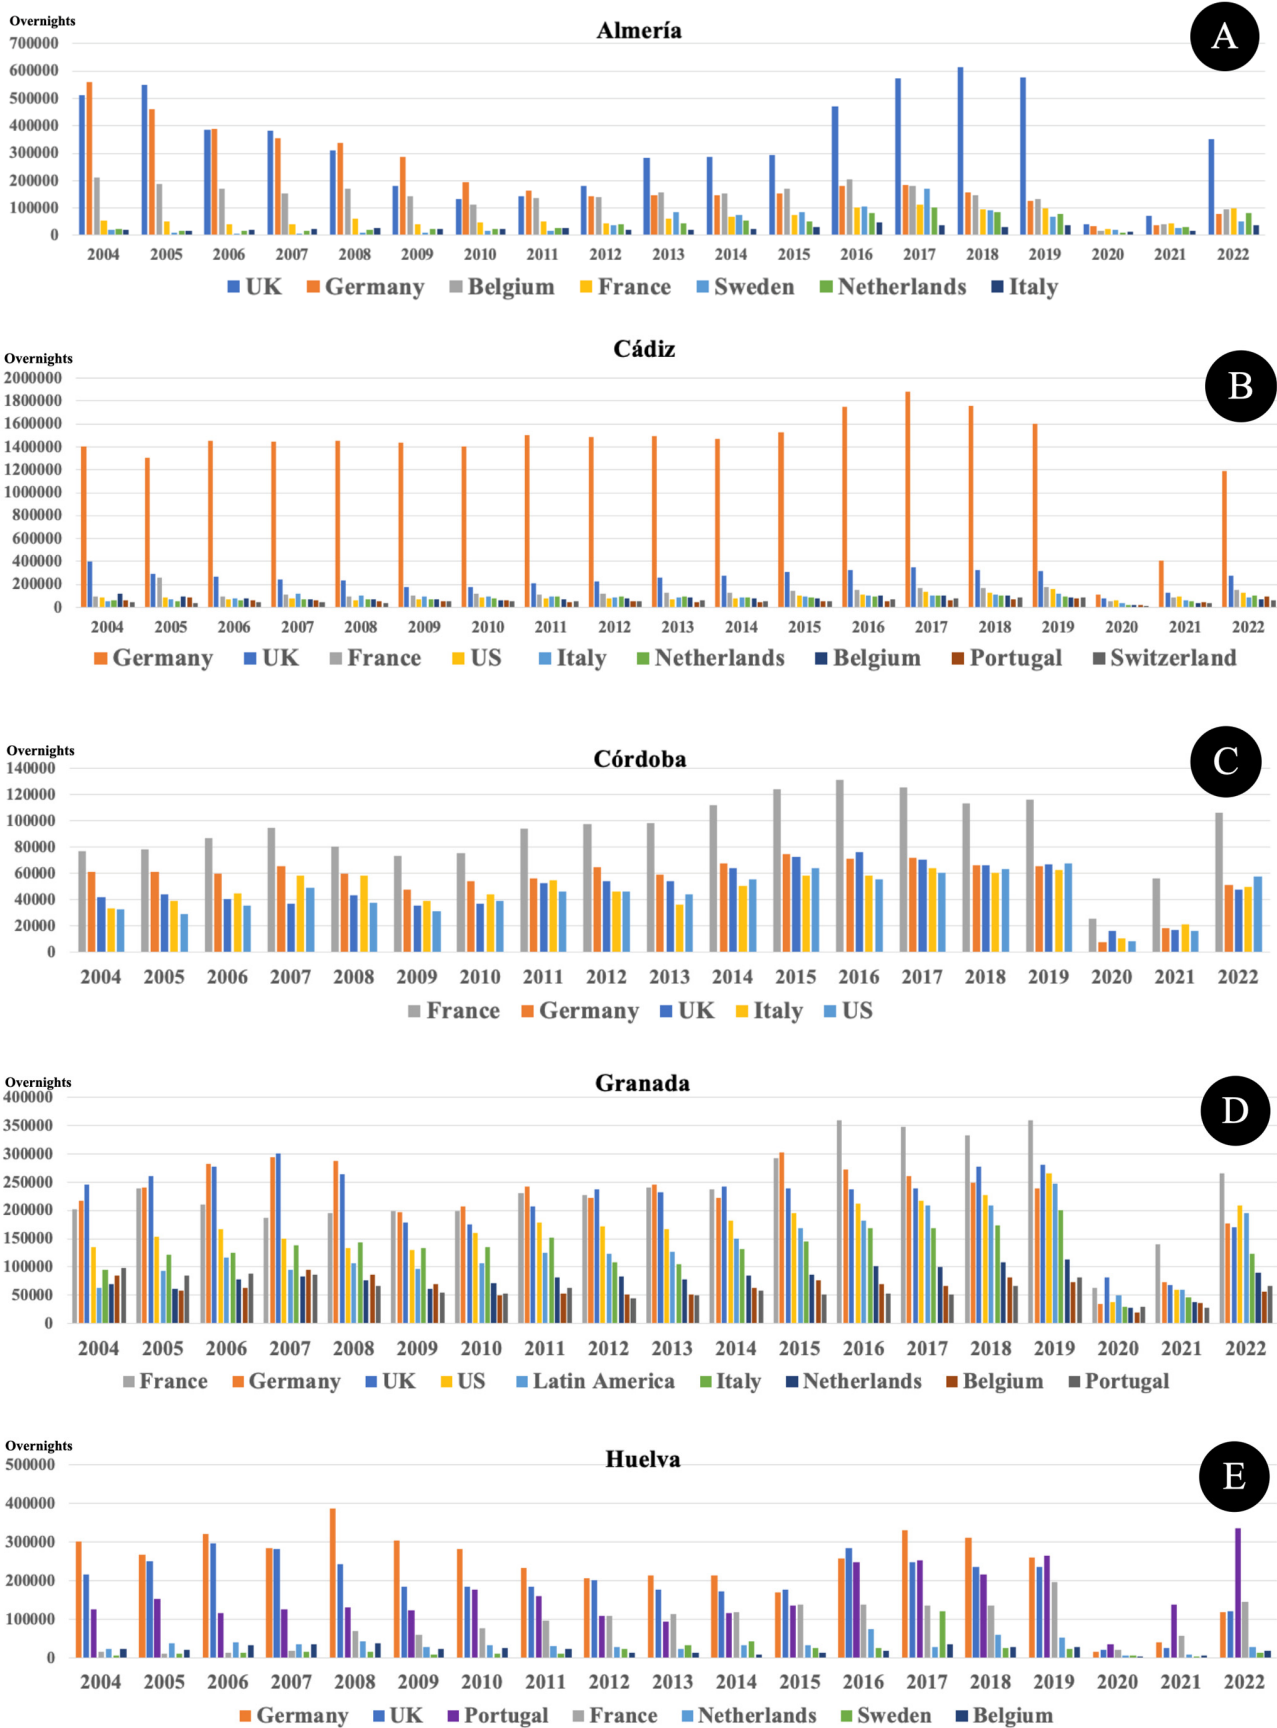 Overnights
Almería
A
700000
600000
500000
400000
300000
200000
100000
0
2004 2005 2006 2007 2008 2009 2010 2011 2012 2013 2014 2015 2016 2017 2018 2019 2020 2021 2022
UK Germany Belgium France Sweden Netherlands Italy
Cádiz
Overnights
B
2000000
1800000
1600000
1400000
1200000
1000000
800000
600000
400000
200000
0
2004 2005 2006 2007 2008 2009 2010 2011 2012 2013 2014 2015 2016 2017 2018 2019 2020 2021 2022
Germany UK France US Italy Netherlands Belgium Portugal Switzerland
Overnights
Córdoba
C
140000
120000
100000
80000
60000
40000
20000
0
2004 2005 2006 2007 2008 2009 2010 2011 2012 2013 2014 2015 2016 2017 2018 2019 2020 2021 2022
France Germany UK Italy US
Overnights
Granada
D
400000
350000
300000
250000
200000
150000
100000
50000
0
2004 2005 2006 2007 2008 2009 2010 2011 2012 2013 2014 2015 2016 2017 2018 2019 2020 2021 2022
France Germany UK US Latin America Italy Netherlands Belgium Portugal
Overnights
Huelva
E
500000
400000
300000
200000
100000
0
2004 2005 2006 2007 2008 2009 2010 2011 2012 2013 2014 2015 2016 2017 2018 2019 2020 2021 2022
Germany UK Portugal France Netherlands Sweden Belgium